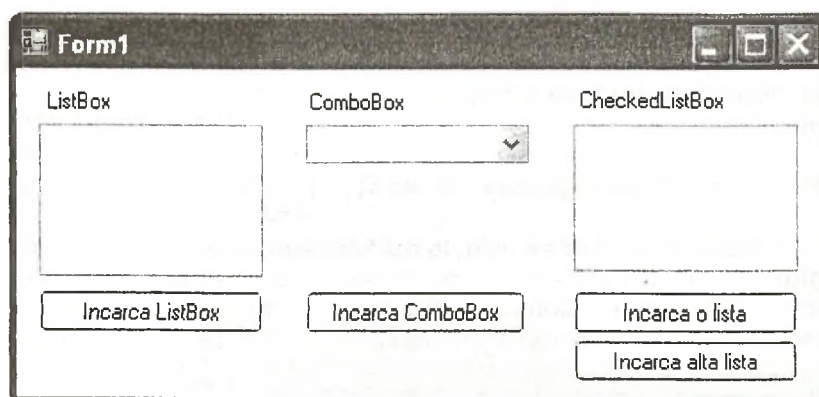 Form1
ListBox
ComboBox
CheckedListBox
Incarca ListBox
Incarca ComboBox
Incarca o lista
Incarca alta lista